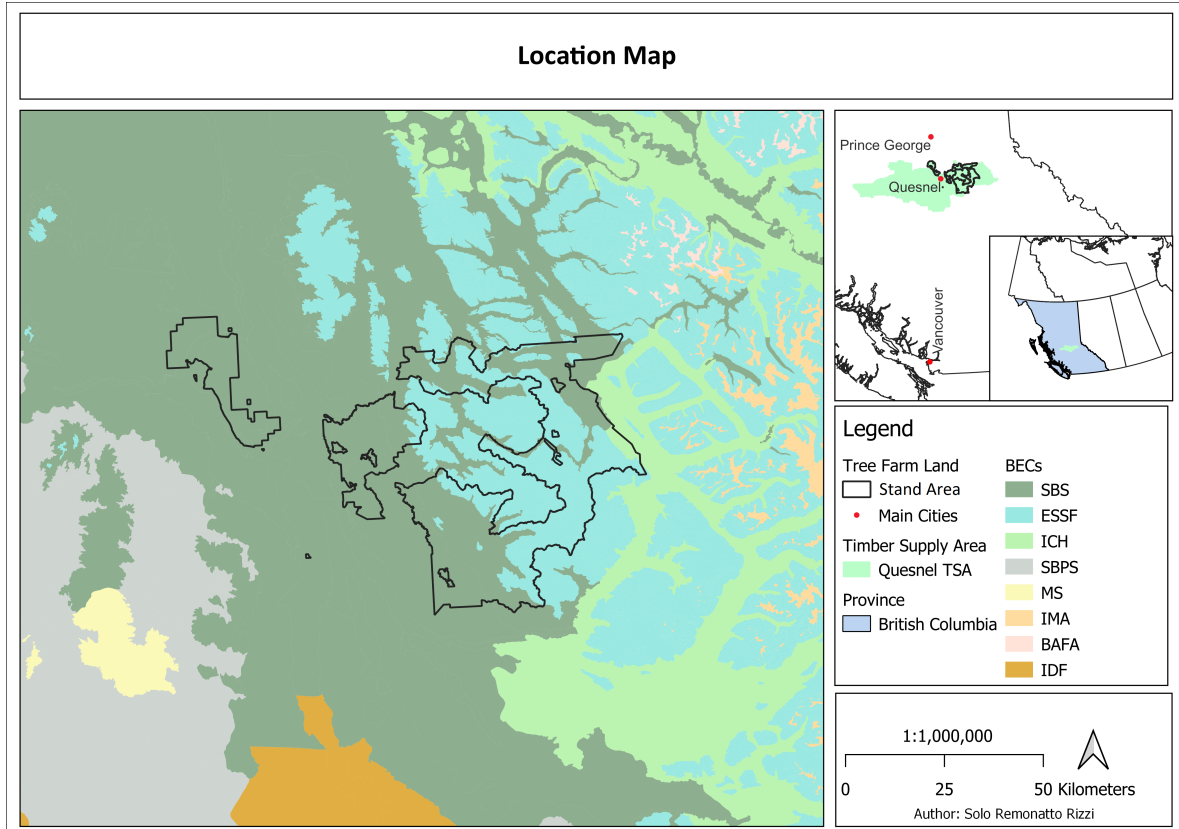 Location Map
Prince George
Quesnel
Vancouver
Legend
Tree Farm Land
Stand Area
Main Cities
Timber Supply Area
Quesnel TSA
Province
British Columbia
BECs
SBS
ESSF
ICH
SBPS
MS
IMA
BAFA
IDF
1:1,000,000
0 25 50 Kilometers
Author: Solo Remonatto Rizzi